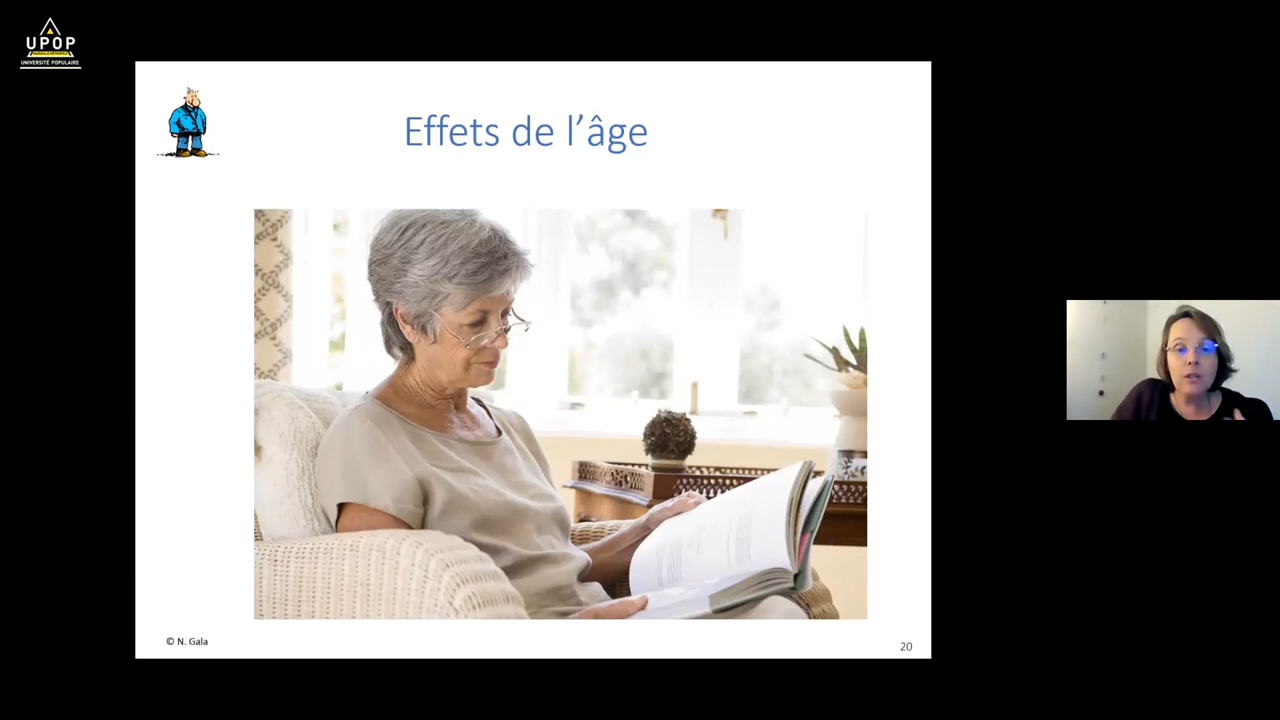 UPOP
UNIVERSITÉ POPULAIRE
Effets de l'âge
© N. Gala
20